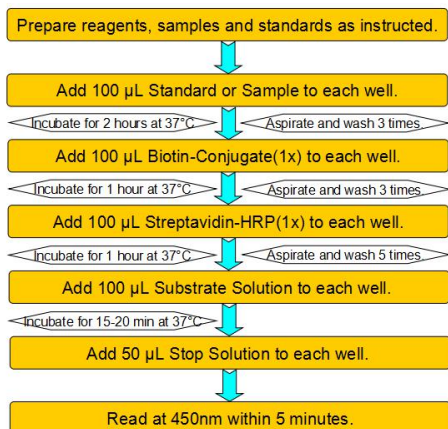 Prepare reagents, samples and standards as instructed.
Add 100 µL Standard or Sample to each well.
Incubate for 2 hours at 37°C
Aspirate and wash 3 times.
Add 100 µL Biotin-Conjugate(1x) to each well.
Incubate for 1 hour at 37°C
Aspirate and wash 3 times
Add 100 µL Streptavidin-HRP(1x) to each well.
Incubate for 1 hour at 37°C
Aspirate and wash 5 times
Add 100 µL Substrate Solution to each well.
Incubate for 15-20 min at 37°C
Add 50 µL Stop Solution to each well.
Read at 450nm within 5 minutes.